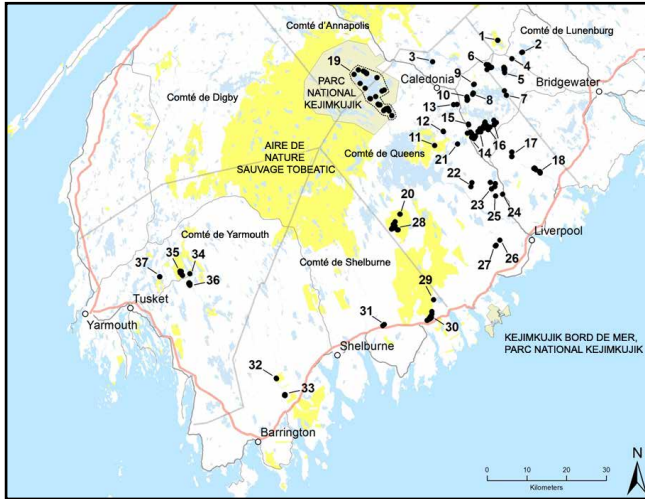 Comté d'Annapolis
Comté de Lunenburg
1
2
3
4
5
6
7
8
9
10
11
12
13
14
15
16
17
18
19
20
21
22
23
24
25
26
27
28
29
30
31
32
33
34
35
36
37
PARC
NATIONAL
KEJIMKUJIK
Caledonia
Bridgewater
Comté de Digby
AIRE DE
NATURE
SAUVAGE TOBEATIC
Comté de Queens
Liverpool
Comté de Yarmouth
Comté de Shelburne
Tusket
Yarmouth
Shelburne
KEJIMKUJIK BORD DE MER,
PARC NATIONAL KEJIMKUJIK
Barrington
N
0 10 20 30
Kilometers